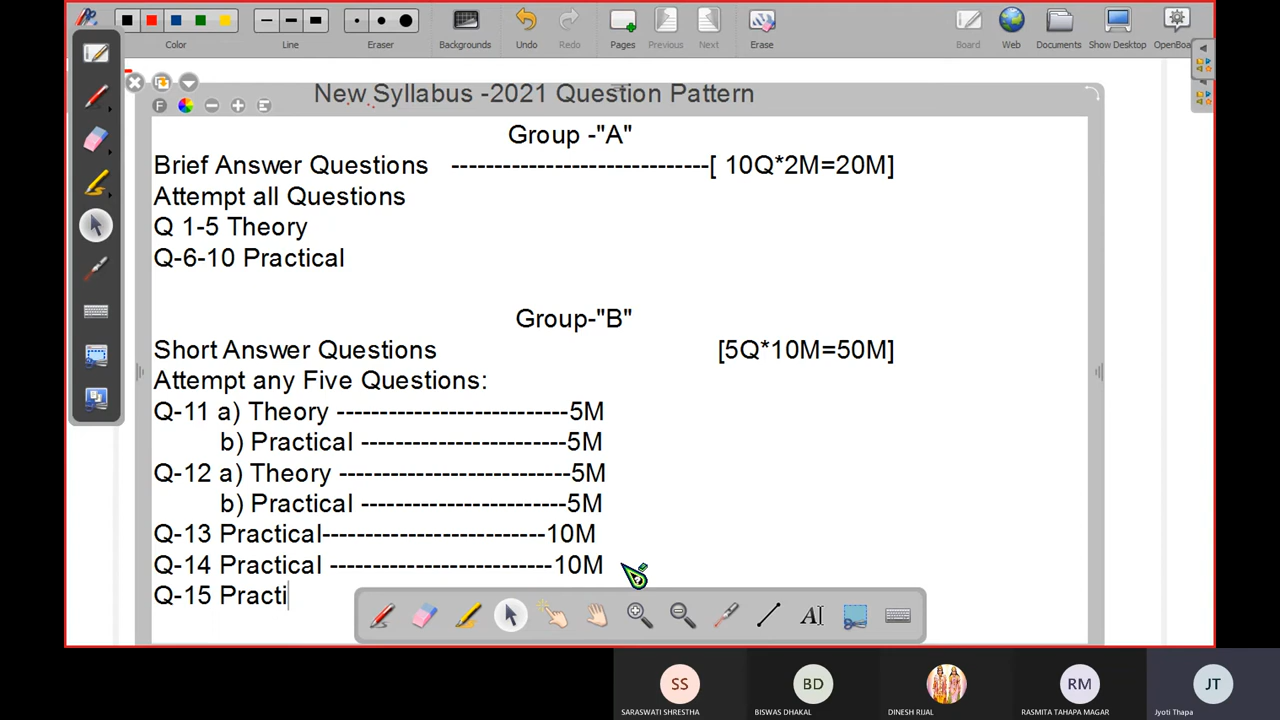 Color
Line
Eraser
Backgrounds
Undo
Redo
Pages
Previous
Next
Erase
Board
Web
Documents
Show Desktop
OpenBoa
F
New Syllabus -2021 Question Pattern
Group -"A"
Brief Answer Questions ------------------------------[ 10Q*2M=20M]
Attempt all Questions
Q 1-5 Theory
Q-6-10 Practical
Group-"B"
Short Answer Questions [5Q*10M=50M]
Attempt any Five Questions:
Q-11 a) Theory ---------------------------5M
b) Practical ------------------------5M
Q-12 a) Theory ---------------------------5M
b) Practical ------------------------5M
Q-13 Practical--------------------------10M
Q-14 Practical --------------------------10M
Q-15 Practi
AI
SS
SARASWATI SHRESTHA
BD
BISWAS DHAKAL
DINESH RIJAL
RM
RASMITA TAHAPA MAGAR
JT
Jyoti Thapa